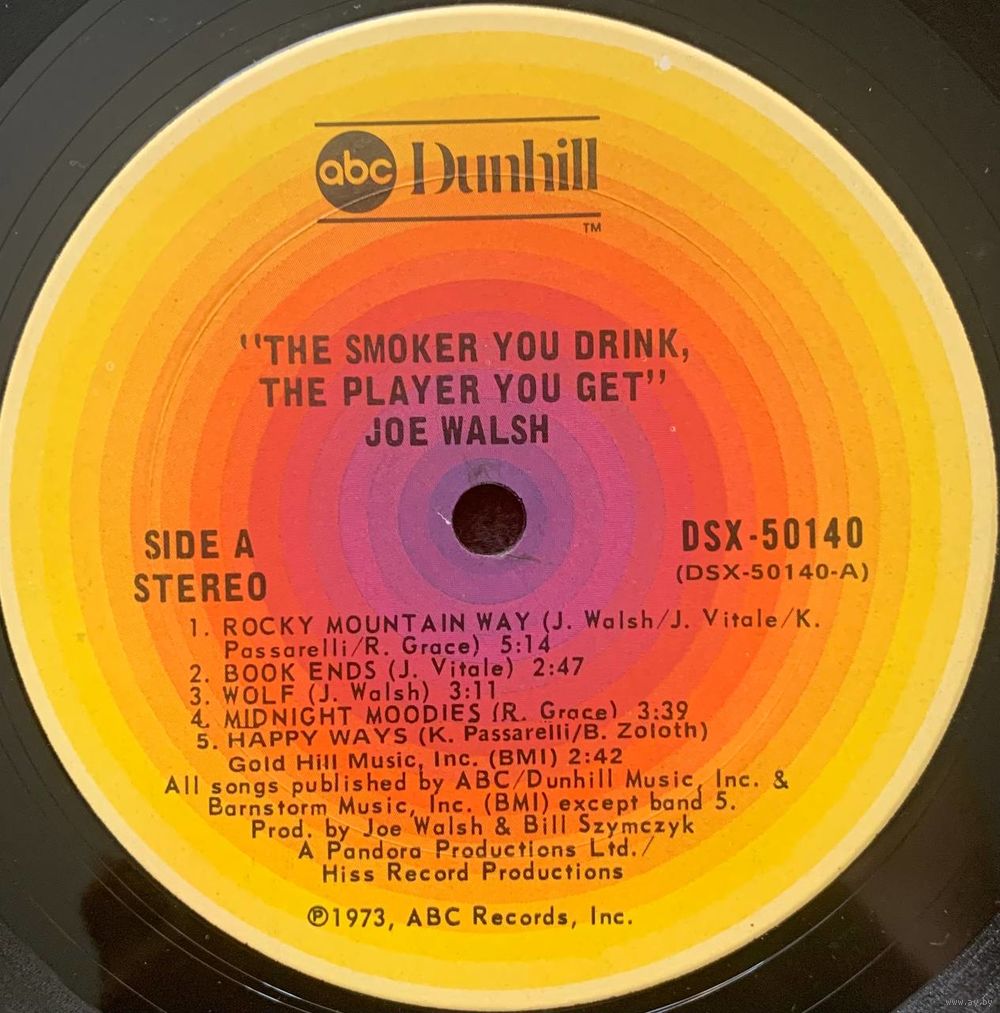 abc Dunhill
TM
"THE SMOKER YOU DRINK,
THE PLAYER YOU GET"
JOE WALSH
SIDE A
STEREO
DSX-50140
(DSX-50140-A)
1. ROCKY MOUNTAIN WAY (J. Walsh/J. Vitale/K.
Passarelli/R. Grace) 5:14
2. BOOK ENDS (J. Vitale) 2:47
3. WOLF (J. Walsh) 3:11
4. MIDNIGHT MOODIES (R. Grace) 3:39
5. HAPPY WAYS (K. Passarelli/B. Zoloth)
Gold Hill Music, Inc. (BMI) 2:42
All songs published by ABC/Dunhill Music, Inc. &
Barnstorm Music, Inc. (BMI) except band 5.
Prod. by Joe Walsh & Bill Szymczyk
A Pandora Productions Ltd./
Hiss Record Productions
℗1973, ABC Records, Inc.
www.ay.by